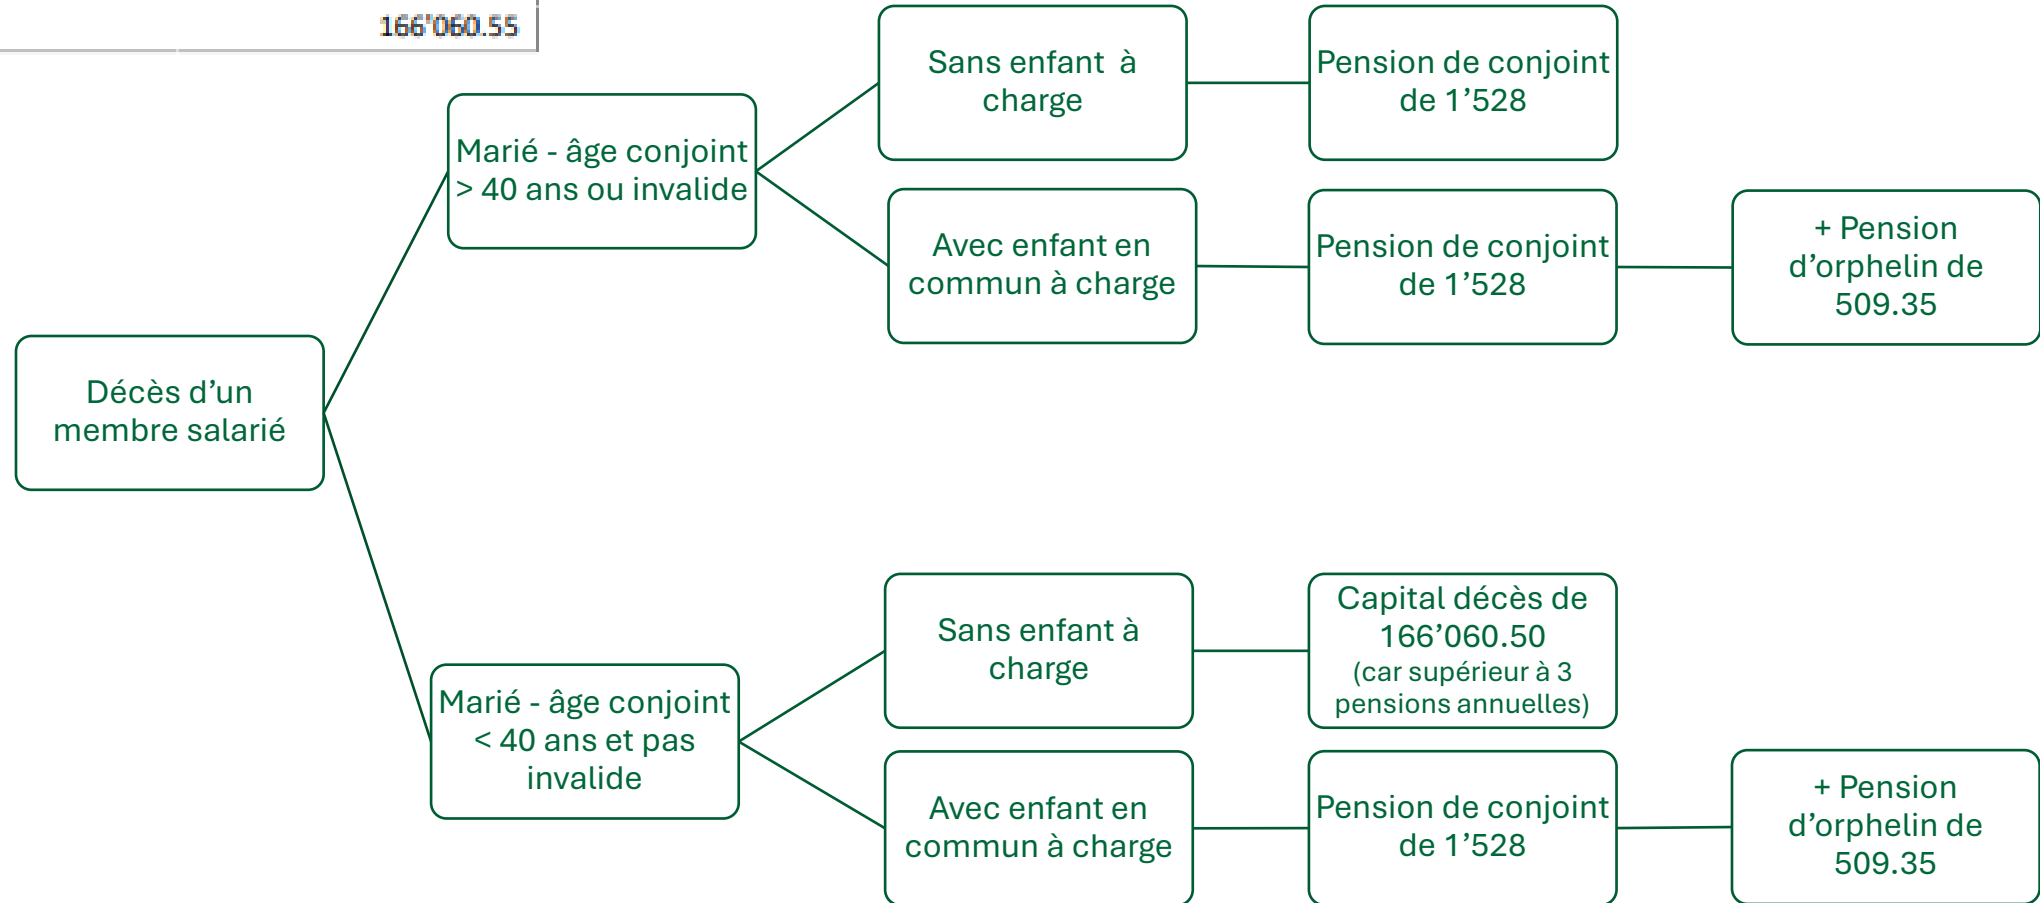 166'060.55
Sans enfant à
charge
Pension de conjoint
de 1’528
Marié - âge conjoint
> 40 ans ou invalide
Avec enfant en
commun à charge
Pension de conjoint
de 1’528
+ Pension
d’orphelin de
509.35
Décès d’un
membre salarié
Sans enfant à
charge
Capital décès de
166’060.50
(car supérieur à 3
pensions annuelles)
Marié - âge conjoint
< 40 ans et pas
invalide
Avec enfant en
commun à charge
Pension de conjoint
de 1’528
+ Pension
d’orphelin de
509.35